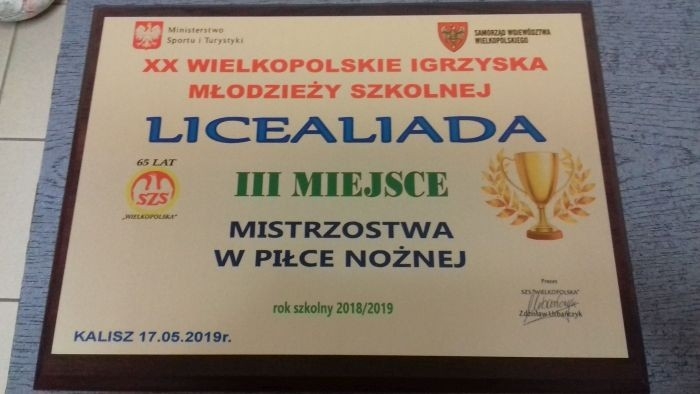 Ministerstwo
Sportu i Turystyki
SAMORZĄD WOJEWÓDZTWA
WIELKOPOLSKIEGO
XX WIELKOPOLSKIE IGRZYSKA
MŁODZIEŻY SZKOLNEJ
LICEALIADA
65 LAT
SZS
„WIELKOPOLSKA"
III MIEJSCE
MISTRZOSTWA
W PIŁCE NOŻNEJ
rok szkolny 2018/2019
Prezes
SZS "WIELKOPOLSKA"
Zdzisław Urbańczyk
KALISZ 17.05.2019r.